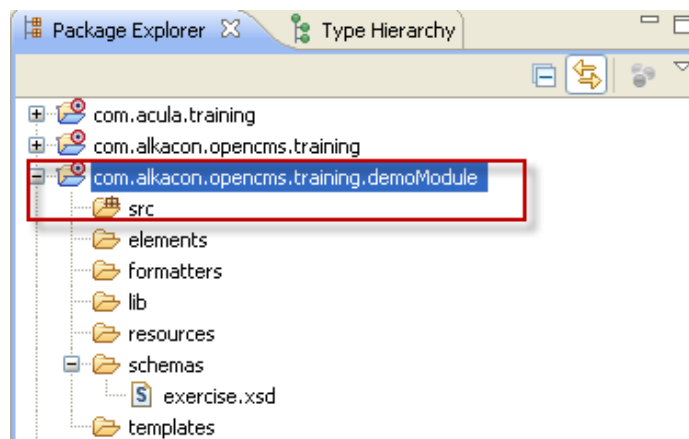 Package Explorer Type Hierarchy
com.acula.training
com.alkacon.opencms.training
com.alkacon.opencms.training.demoModule
src
elements
formatters
lib
resources
schemas
S exercise.xsd
templates